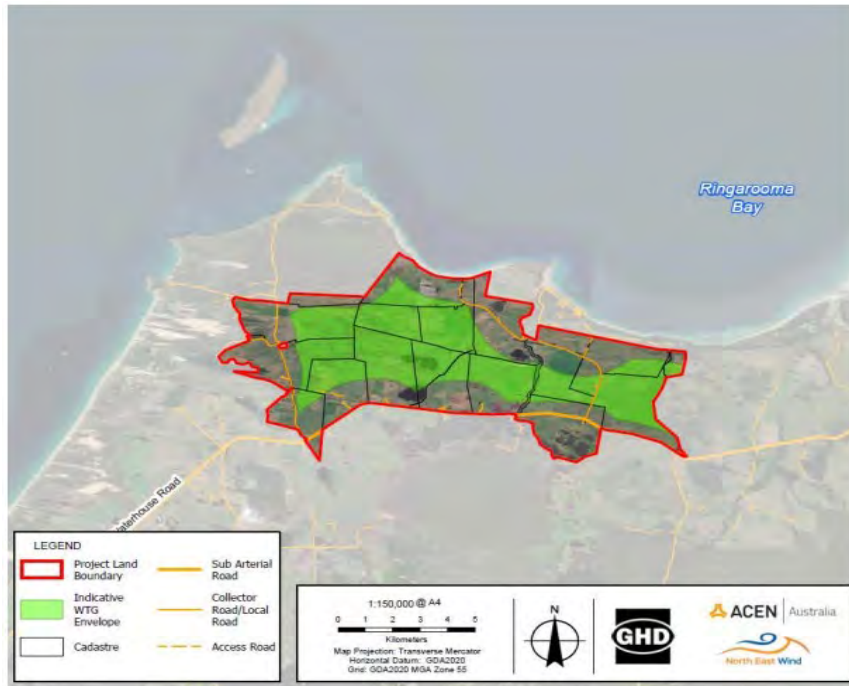 Ringarooma
Bay
aterhouse Road
LEGEND
Project Land
Boundary
Sub Arterial
Road
Indicative
WTG
Envelope
Collector
Road/Local
Road
Cadastre
Access Road
1:150,000 @ A4
0 1 2 3 4 5
Kilometers
Map Projection: Transverse Mercator
Horizontal Datum: GDA2020
Grid: GDA2020 MGA Zone 55
N
GHD
ACEN Australia
North East Wind